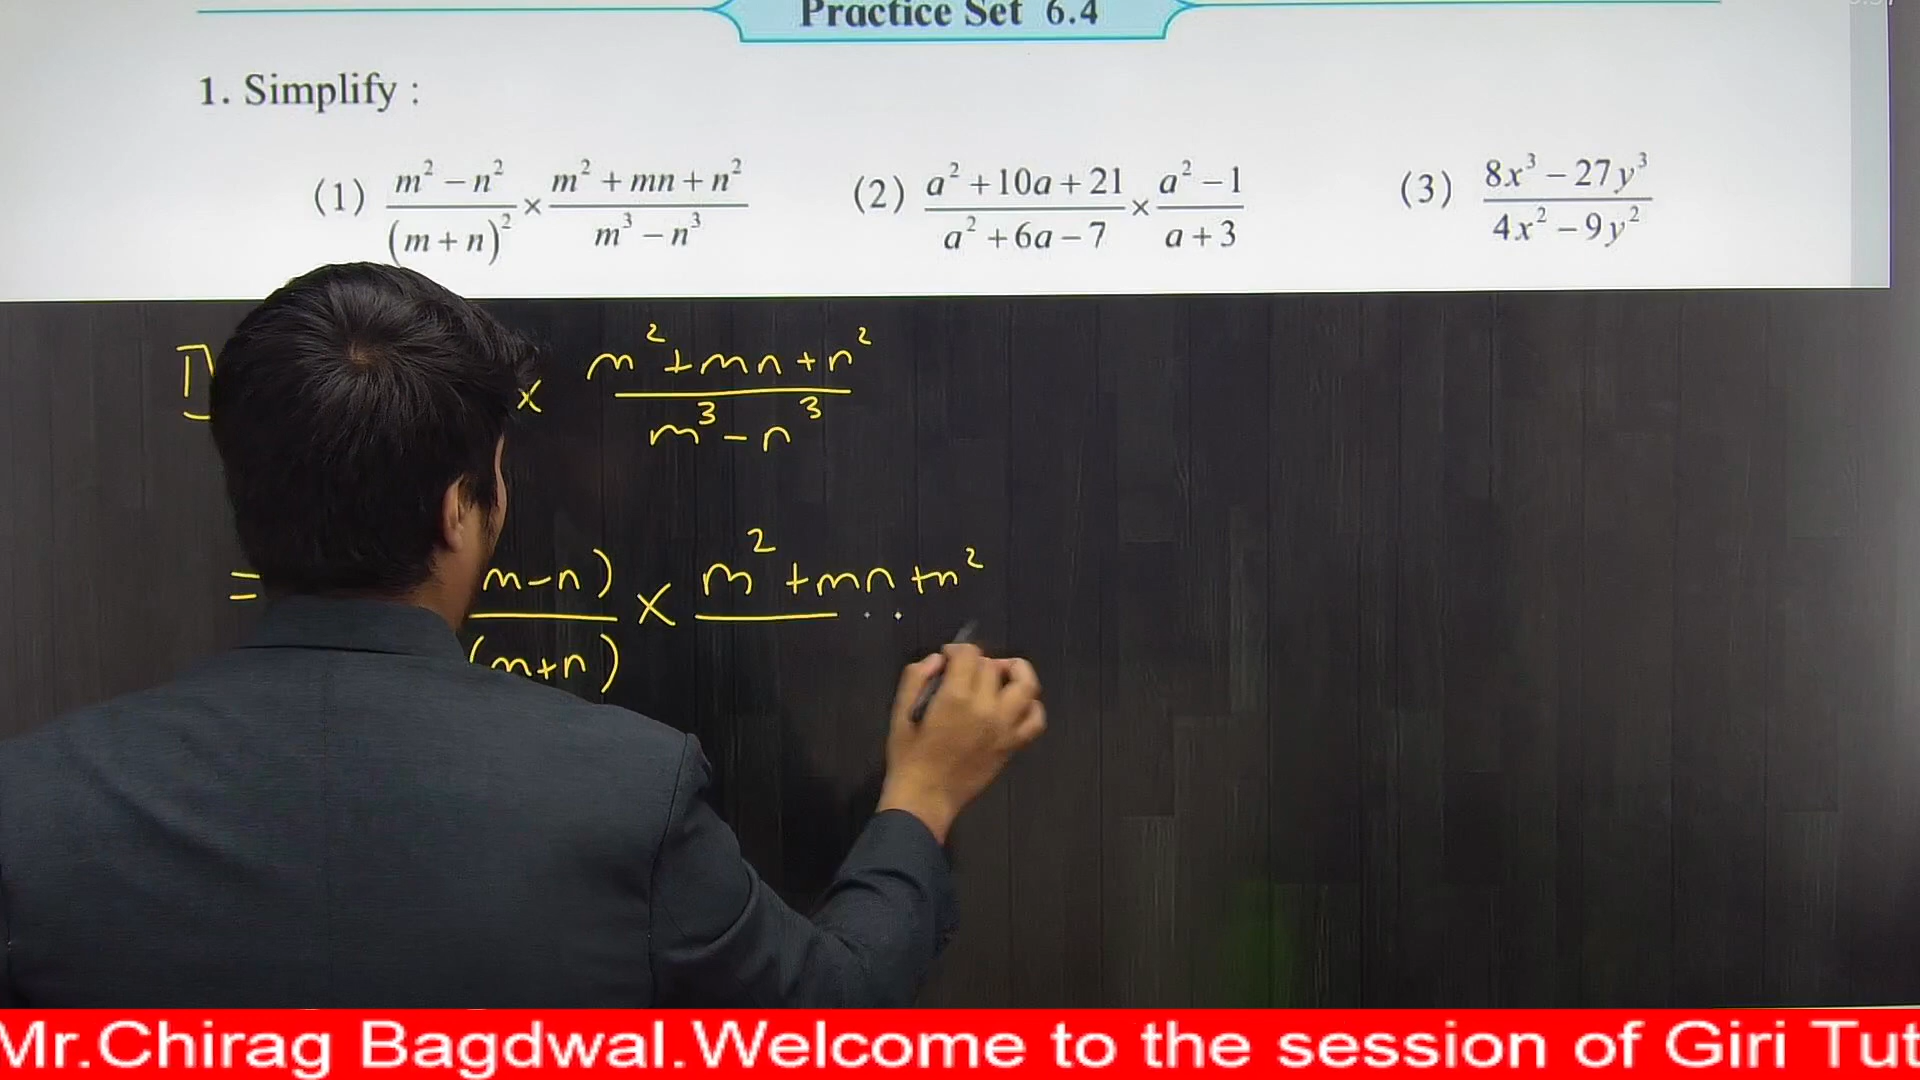 Practice Set 6.4
1. Simplify :
(1) (m² – n²)/(m + n)² × (m² + mn + n²)/(m³ – n³) (2) (a² + 10a + 21)/(a² + 6a – 7) × (a² – 1)/(a + 3) (3) (8x³ – 27y³)/(4x² – 9y²)
× (m² + mn + n²)/(m³ – n³)
= m – n)/(m + n) × m² + mn + n²
Mr.Chirag Bagdwal.Welcome to the session of Giri Tut